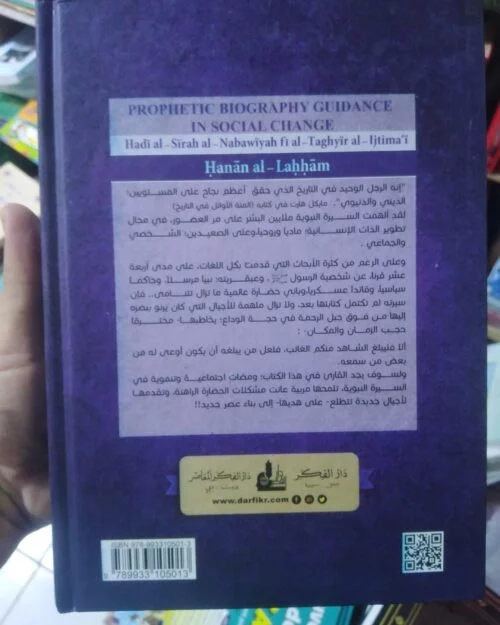 PROPHETIC BIOGRAPHY GUIDANCE
IN SOCIAL CHANGE
Hadī al-Sīrah al-Nabawīyah fī al-Taghyīr al-Ijtimaʻī
Ḥanān al-Laḥḥām
"إنه الرجل الوحيد في التاريخ الذي حقق أعظم نجاح على المستويين؛
الديني والدنيوي". مايكل هارت في كتابه (المئة الأوائل في التاريخ)
لقد ألهمت السيرة النبوية ملايين البشر على مر العصور، في مجال
تطوير الذات الإنسانية؛ ماديا وروحيا، وعلى الصعيدين؛ الشخصي
والجماعي.
وعلى الرغم من كثرة الأبحاث التي قدمت بكل اللغات، على مدى أربعة
عشر قرنا، عن شخصية الرسول ﷺ، وعبقريته؛ نبيا مرسلا، وحاكما
سياسيا، وقائدا عسكريا، وباني حضارة عالمية ما تزال تتنامى.. فإن
سيرته لم تكتمل كتابتها بعد، ولا تزال ملهمة للأجيال التي كان يرنو ببصره
إليها من فوق جبل الرحمة في حجة الوداع؛ يخاطبها- مخترقا
حجب الزمان والمكان- :
ألا فليبلغ الشاهد منكم الغائب، فلعل من يبلغه أن يكون أوعى له من
بعض من سمعه.
ولسوف يجد القارئ في هذا الكتاب؛ ومضات اجتماعية وتنموية في
السيرة النبوية، تلمحها مربية عانت مشكلات الحضارة الراهنة، وتقدمها
لأجيال جديدة تتطلع- على هديها- إلى بناء عصر جديد!!
دار الفكر المعاصر
دار الفكر
www.darfikr.com
ISBN 978-993310501-3
9 789933 105013